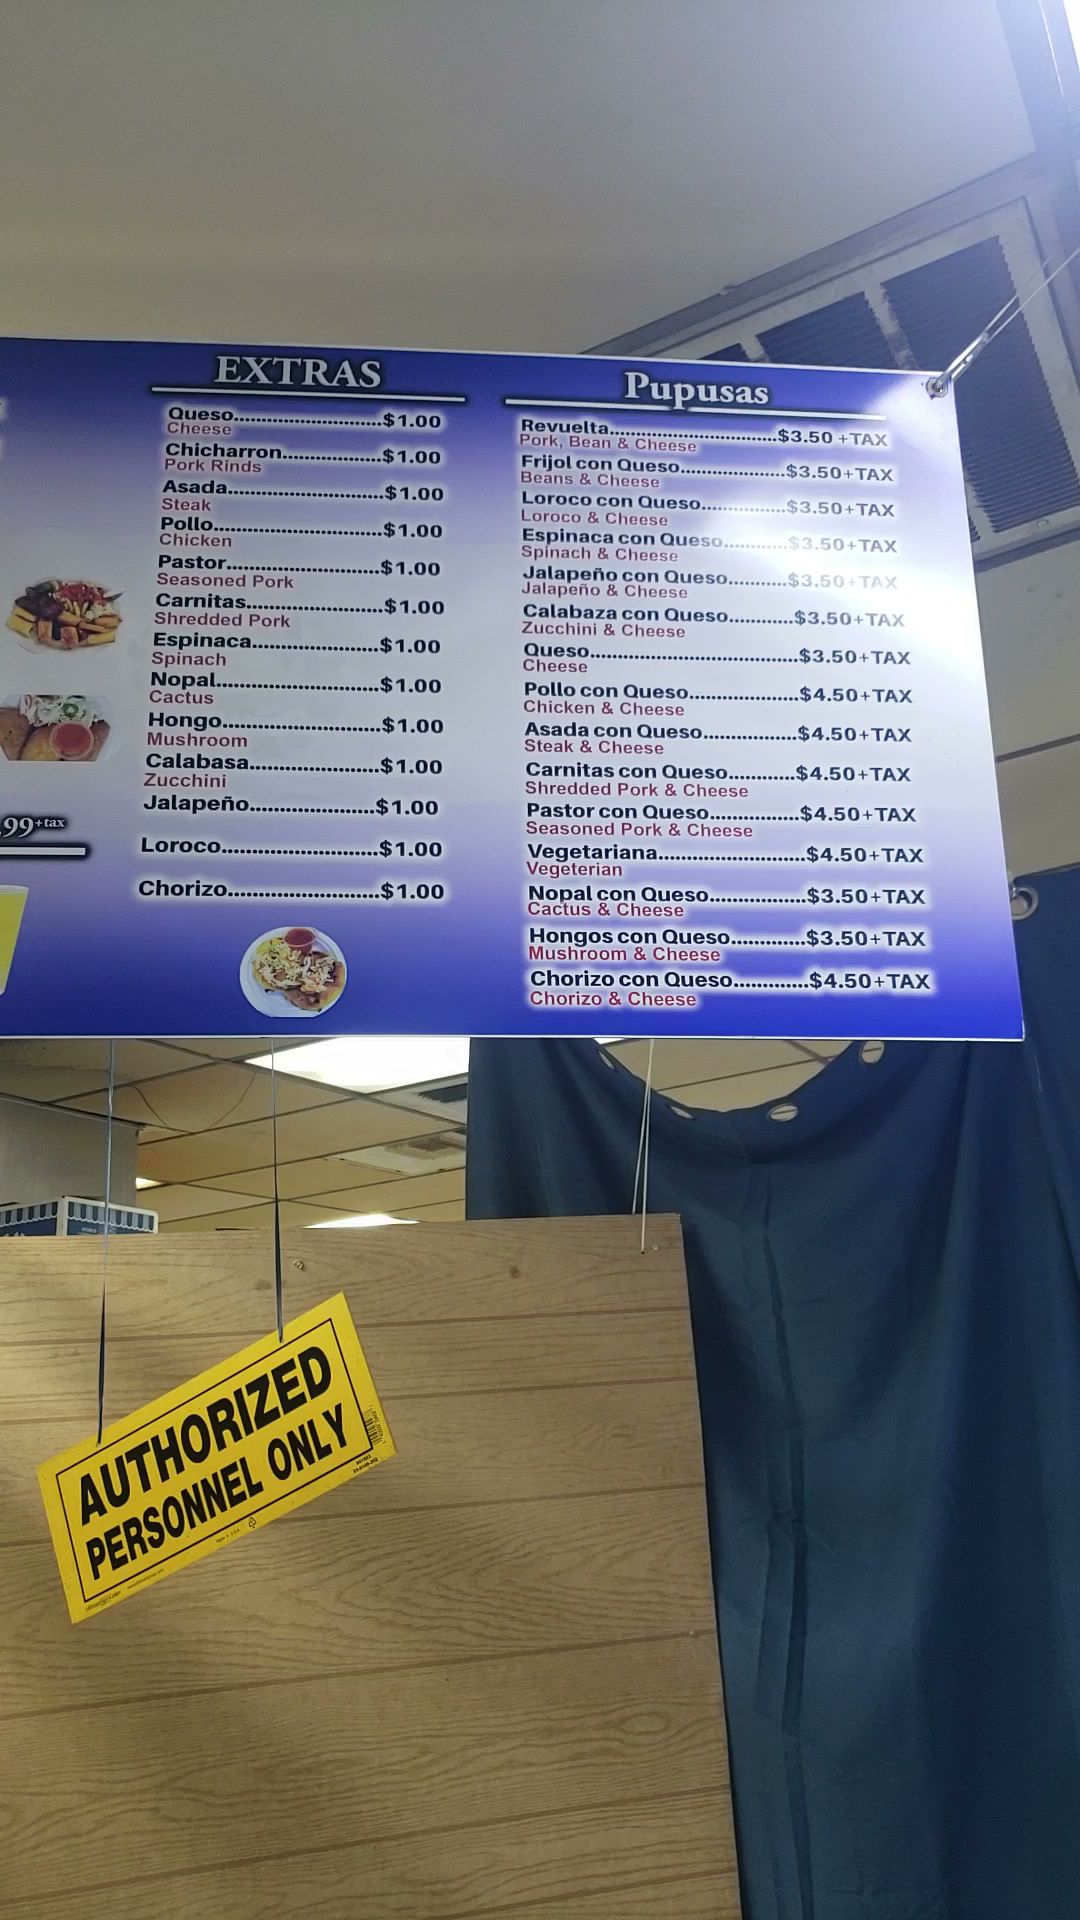 EXTRAS
Queso..........$1.00
Cheese
Chicharron..........$1.00
Pork Rinds
Asada..........$1.00
Steak
Pollo..........$1.00
Chicken
Pastor..........$1.00
Seasoned Pork
Carnitas..........$1.00
Shredded Pork
Espinaca..........$1.00
Spinach
Nopal..........$1.00
Cactus
Hongo..........$1.00
Mushroom
Calabasa..........$1.00
Zucchini
Jalapeño..........$1.00
Loroco..........$1.00
Chorizo..........$1.00
Pupusas
Revuelta..........$3.50 +TAX
Pork, Bean & Cheese
Frijol con Queso..........$3.50+TAX
Beans & Cheese
Loroco con Queso..........$3.50+TAX
Loroco & Cheese
Espinaca con Queso..........$3.50+TAX
Spinach & Cheese
Jalapeño con Queso..........$3.50+TAX
Jalapeño & Cheese
Calabaza con Queso..........$3.50+TAX
Zucchini & Cheese
Queso..........$3.50+TAX
Cheese
Pollo con Queso..........$4.50+TAX
Chicken & Cheese
Asada con Queso..........$4.50+TAX
Steak & Cheese
Carnitas con Queso..........$4.50+TAX
Shredded Pork & Cheese
Pastor con Queso..........$4.50+TAX
Seasoned Pork & Cheese
Vegetariana..........$4.50+TAX
Vegeterian
Nopal con Queso..........$3.50+TAX
Cactus & Cheese
Hongos con Queso..........$3.50+TAX
Mushroom & Cheese
Chorizo con Queso..........$4.50+TAX
Chorizo & Cheese
.99+tax
AUTHORIZED
PERSONNEL ONLY